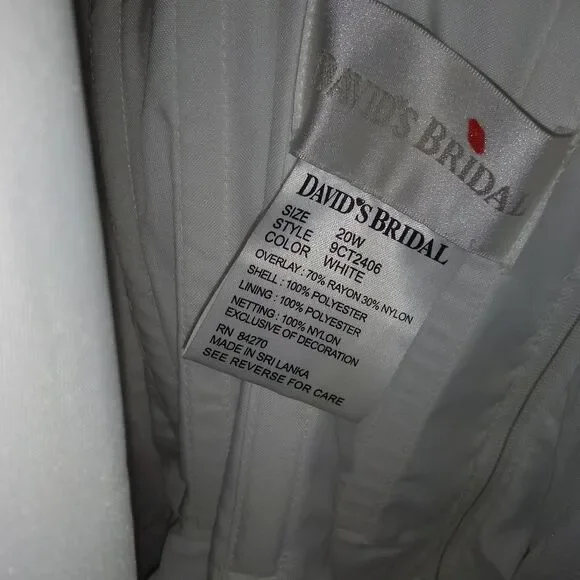 DAVID'S BRIDAL
DAVID'S BRIDAL
SIZE 20W
STYLE 9CT2406
COLOR WHITE
OVERLAY : 70% RAYON 30% NYLON
SHELL : 100% POLYESTER
LINING : 100% POLYESTER
NETTING : 100% NYLON
EXCLUSIVE OF DECORATION
RN 84270
MADE IN SRI LANKA
SEE REVERSE FOR CARE